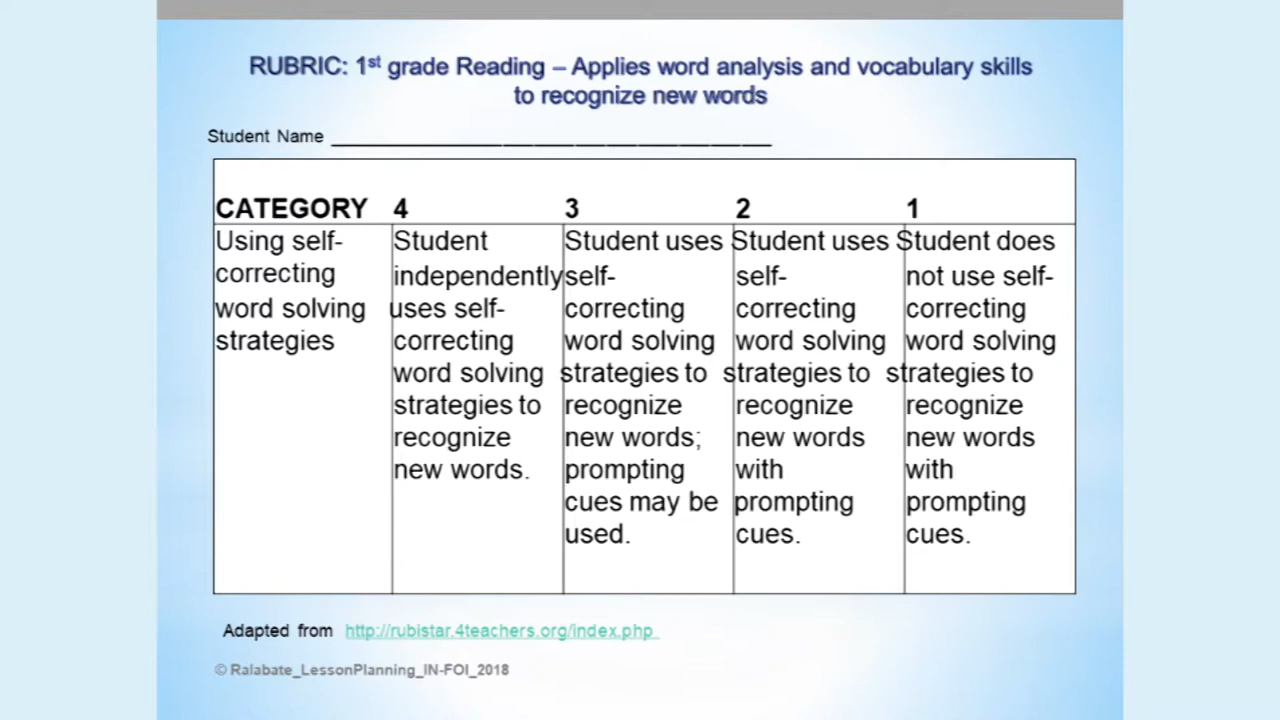 RUBRIC: 1st grade Reading – Applies word analysis and vocabulary skills
to recognize new words
Student Name
CATEGORY 4 3 2 1
Using self-
correcting
word solving
strategies
Student
independently
uses self-
correcting
word solving
strategies to
recognize
new words.
Student uses
self-
correcting
word solving
strategies to
recognize
new words;
prompting
cues may be
used.
Student uses
self-
correcting
word solving
strategies to
recognize
new words
with
prompting
cues.
Student does
not use self-
correcting
word solving
strategies to
recognize
new words
with
prompting
cues.
Adapted from http://rubistar.4teachers.org/index.php
© Ralabate_LessonPlanning_IN-FOI_2018